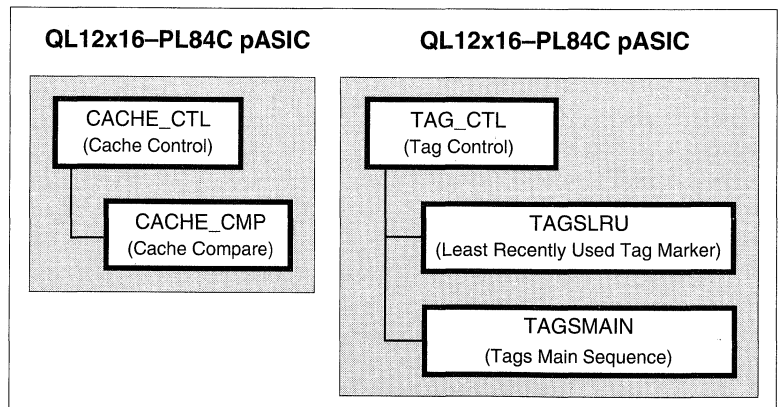 QL12x16–PL84C pASIC
CACHE_CTL
(Cache Control)
CACHE_CMP
(Cache Compare)
QL12x16–PL84C pASIC
TAG_CTL
(Tag Control)
TAGSLRU
(Least Recently Used Tag Marker)
TAGSMAIN
(Tags Main Sequence)